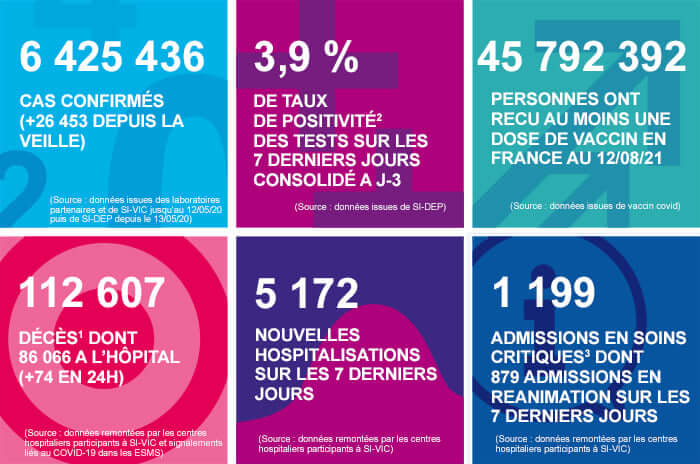 6 425 436
CAS CONFIRMÉS
(+26 453 DEPUIS LA
VEILLE)
(Source : données issues des laboratoires
partenaires et de SI-VIC jusqu'au 12/05/20
puis de SI-DEP depuis le 13/05/20)
3,9 %
DE TAUX
DE POSITIVITÉ²
DES TESTS SUR LES
7 DERNIERS JOURS
CONSOLIDÉ A J-3
(Source : données issues de SI-DEP)
45 792 392
PERSONNES ONT
RECU AU MOINS UNE
DOSE DE VACCIN EN
FRANCE AU 12/08/21
(Source : données issues de vaccin covid)
112 607
DÉCÈS¹ DONT
86 066 A L'HÔPITAL
(+74 EN 24H)
(Source : données remontées par les centres
hospitaliers participants à SI-VIC et signalements
liés au COVID-19 dans les ESMS)
5 172
NOUVELLES
HOSPITALISATIONS
SUR LES 7 DERNIERS
JOURS
(Source : données remontées par les centres
hospitaliers participants à SI-VIC)
1 199
ADMISSIONS EN SOINS
CRITIQUES³ DONT
879 ADMISSIONS EN
REANIMATION SUR LES
7 DERNIERS JOURS
(Source : données remontées par les centres
hospitaliers participants à SI-VIC)